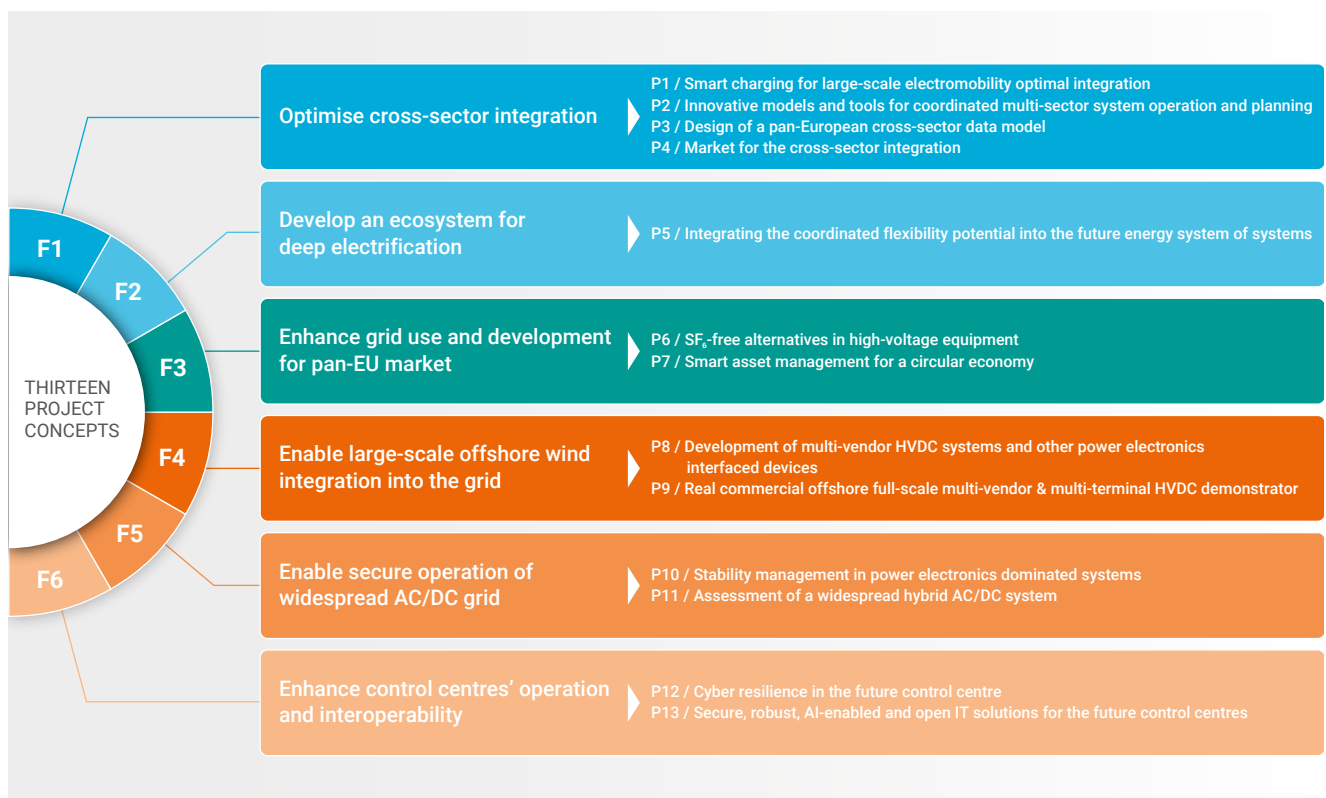 THIRTEEN
PROJECT
CONCEPTS
F1
Optimise cross-sector integration
P1 / Smart charging for large-scale electromobility optimal integration
P2 / Innovative models and tools for coordinated multi-sector system operation and planning
P3 / Design of a pan-European cross-sector data model
P4 / Market for the cross-sector integration
F2
Develop an ecosystem for
deep electrification
P5 / Integrating the coordinated flexibility potential into the future energy system of systems
F3
Enhance grid use and development
for pan-EU market
P6 / SF₆-free alternatives in high-voltage equipment
P7 / Smart asset management for a circular economy
F4
Enable large-scale offshore wind
integration into the grid
P8 / Development of multi-vendor HVDC systems and other power electronics
interfaced devices
P9 / Real commercial offshore full-scale multi-vendor & multi-terminal HVDC demonstrator
F5
Enable secure operation of
widespread AC/DC grid
P10 / Stability management in power electronics dominated systems
P11 / Assessment of a widespread hybrid AC/DC system
F6
Enhance control centres’ operation
and interoperability
P12 / Cyber resilience in the future control centre
P13 / Secure, robust, AI-enabled and open IT solutions for the future control centres